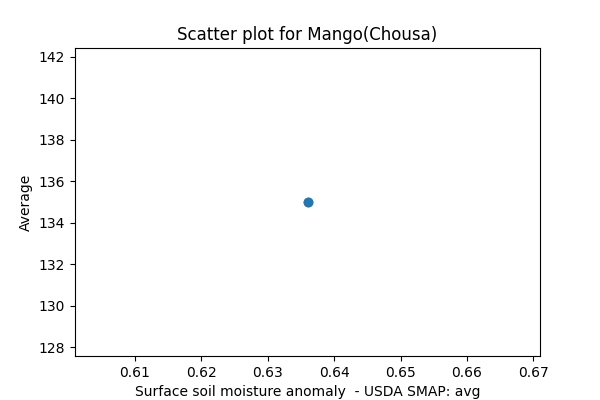 Scatter plot for Mango(Chousa)
142
140
138
136
134
132
130
128
Average
0.61 0.62 0.63 0.64 0.65 0.66 0.67
Surface soil moisture anomaly  - USDA SMAP: avg